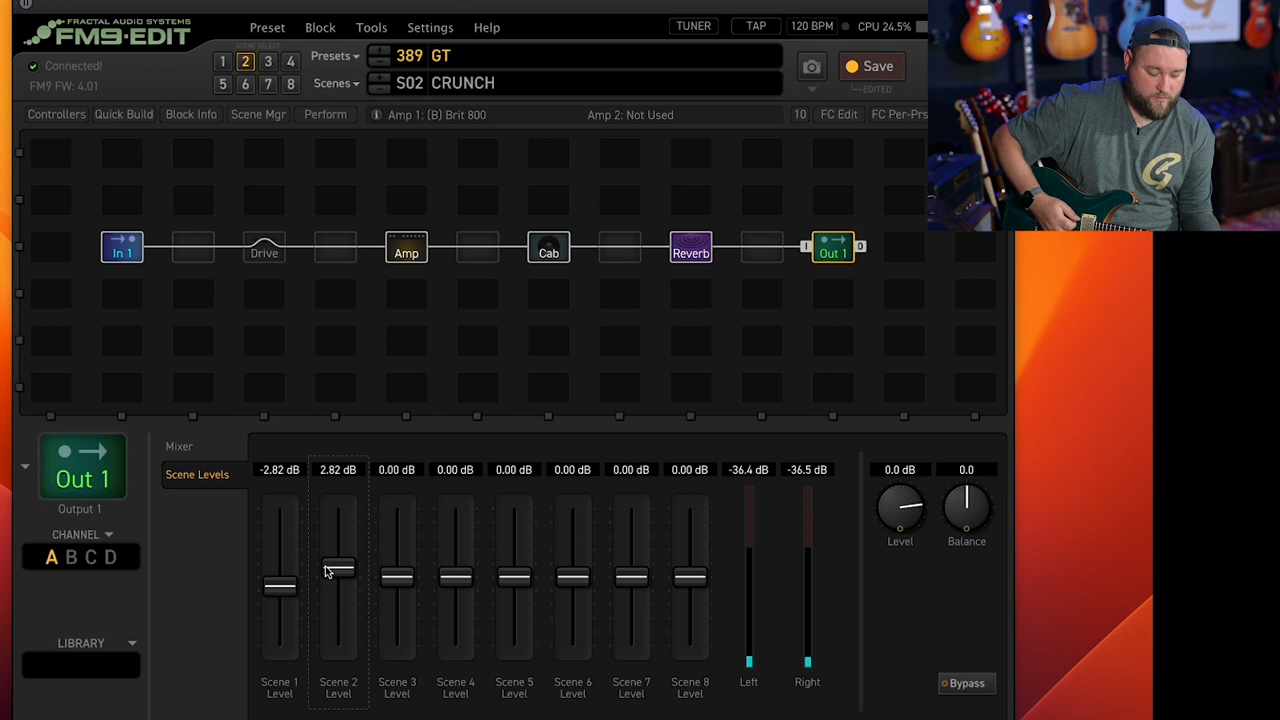 FRACTAL AUDIO SYSTEMS
FM9-EDIT
Preset Block Tools Settings Help
TUNER TAP 120 BPM CPU 24.5%
Connected!
FM9 FW: 4.01
SCENE SELECT
1 2 3 4
5 6 7 8
Presets 389 GT
Scenes S02 CRUNCH
Save
EDITED
Controllers Quick Build Block Info Scene Mgr Perform Amp 1: (B) Brit 800 Amp 2: Not Used 10 FC Edit FC Per-Prs
In 1 Drive Amp Cab Reverb I Out 1 O
Out 1
Output 1
CHANNEL
A B C D
LIBRARY
Mixer
Scene Levels
-2.82 dB 2.82 dB 0.00 dB 0.00 dB 0.00 dB 0.00 dB 0.00 dB 0.00 dB -36.4 dB -36.5 dB 0.0 dB 0.0
Level Balance
Scene 1 Level
Scene 2 Level
Scene 3 Level
Scene 4 Level
Scene 5 Level
Scene 6 Level
Scene 7 Level
Scene 8 Level
Left Right
Bypass
G